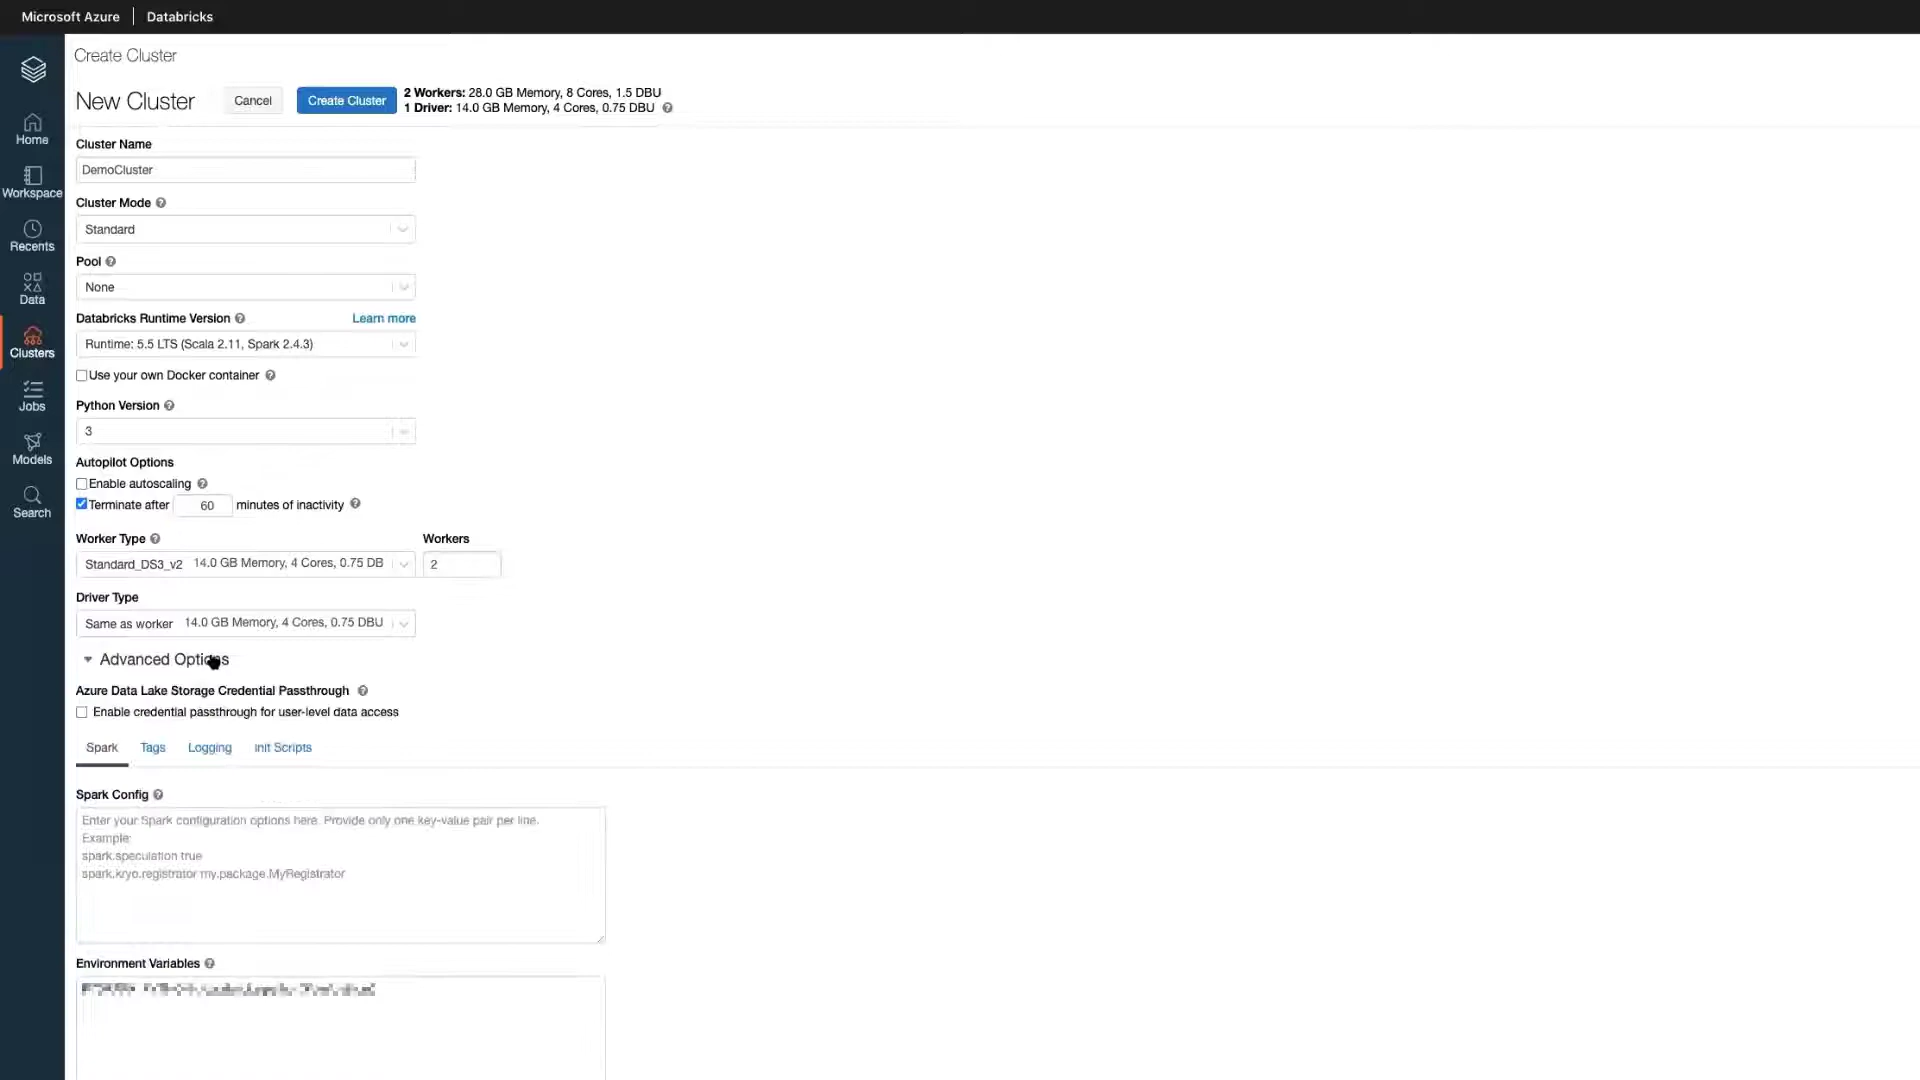 Microsoft Azure | Databricks
Create Cluster
New Cluster
Cancel
Create Cluster
2 Workers: 28.0 GB Memory, 8 Cores, 1.5 DBU
1 Driver: 14.0 GB Memory, 4 Cores, 0.75 DBU
Home
Workspace
Recents
Data
Clusters
Jobs
Models
Search
Cluster Name
DemoCluster
Cluster Mode
Standard
Pool
None
Databricks Runtime Version
Learn more
Runtime: 5.5 LTS (Scala 2.11, Spark 2.4.3)
Use your own Docker container
Python Version
3
Autopilot Options
Enable autoscaling
Terminate after 60 minutes of inactivity
Worker Type
Workers
Standard_DS3_v2 14.0 GB Memory, 4 Cores, 0.75 DB
2
Driver Type
Same as worker 14.0 GB Memory, 4 Cores, 0.75 DBU
Advanced Options
Azure Data Lake Storage Credential Passthrough
Enable credential passthrough for user-level data access
Spark
Tags
Logging
Init Scripts
Spark Config
Enter your Spark configuration options here. Provide only one key-value pair per line.
Example:
spark.speculation true
spark.kryo.registrator my.package.MyRegistrator
Environment Variables